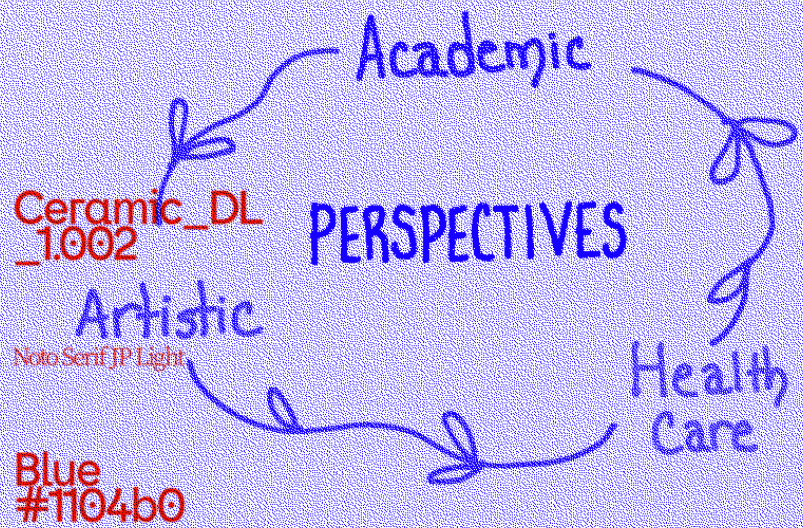 Academic
Ceramic_DL
_1.002
PERSPECTIVES
Artistic
Noto Serif JP Light
Health
Care
Blue
#1104b0